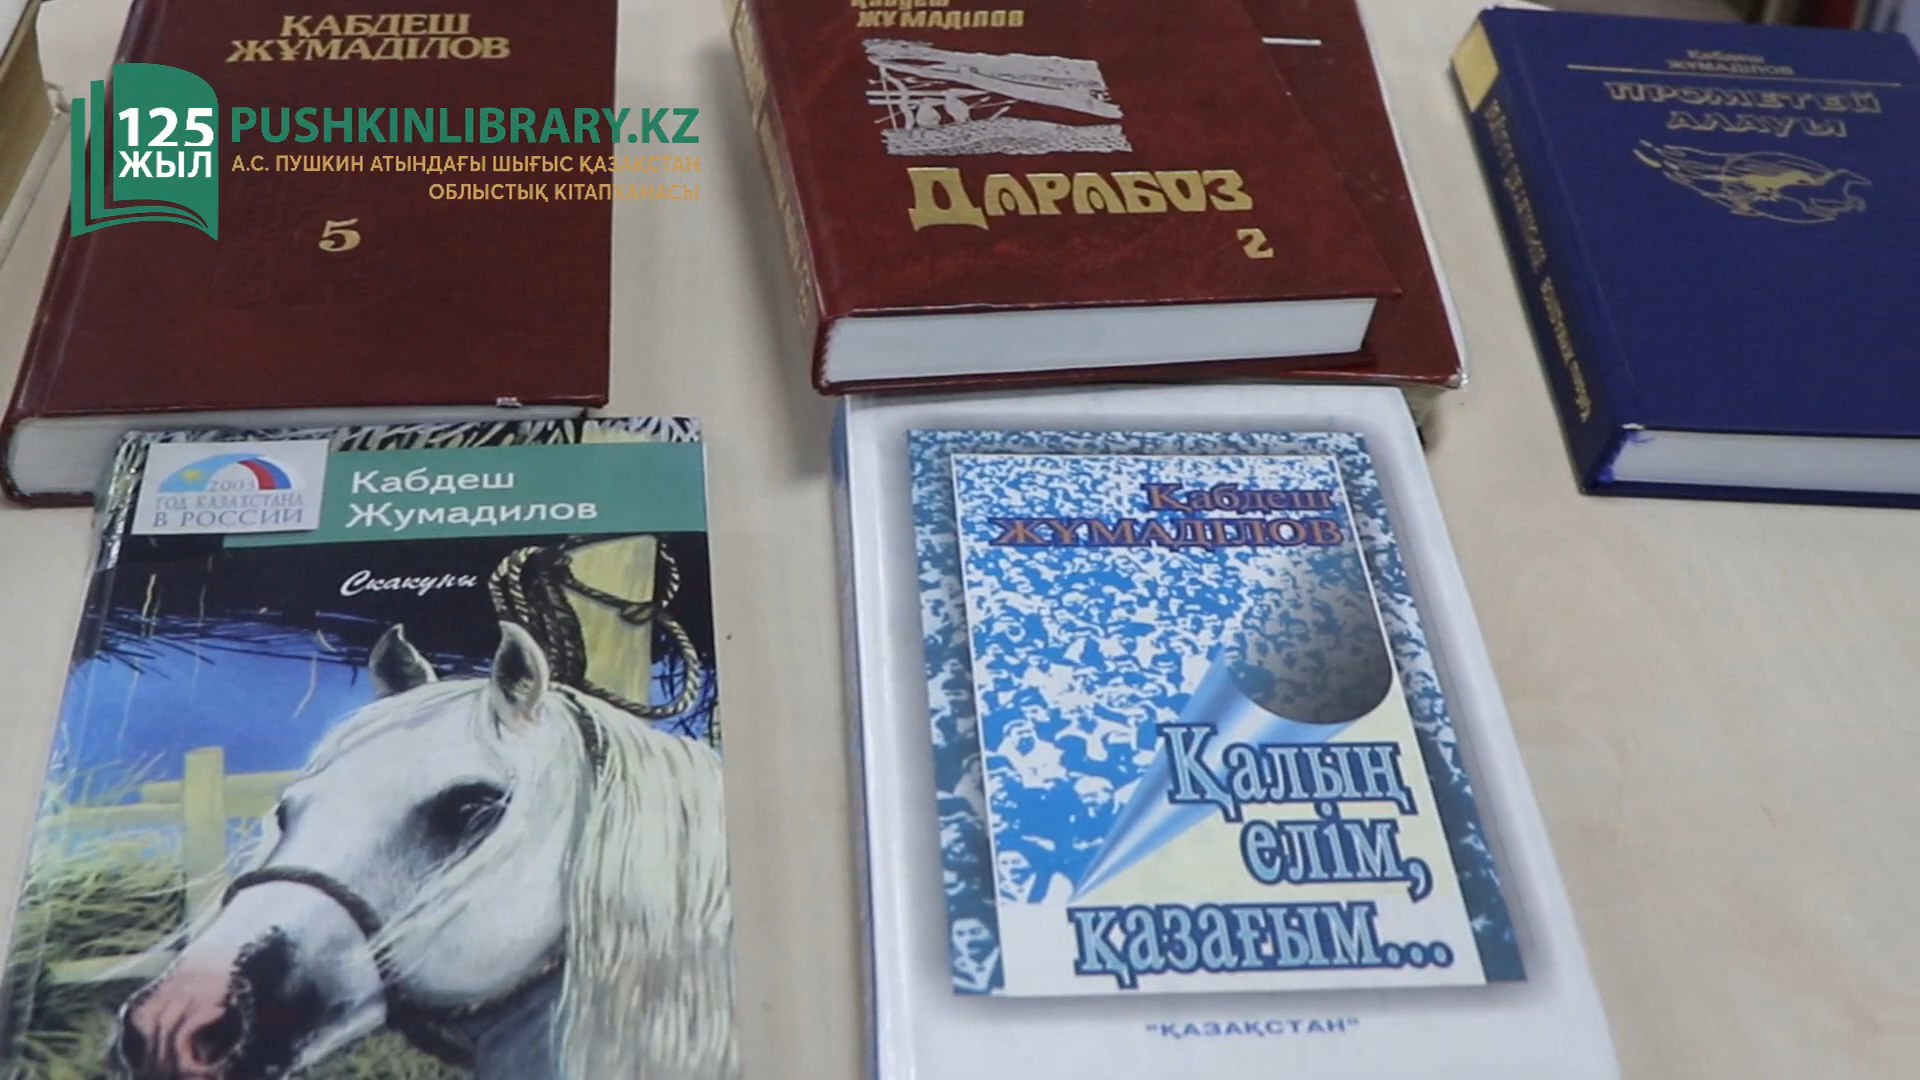 ҚАБДЕШ
ЖҰМАДІЛОВ
5
125
ЖЫЛ
PUSHKINLIBRARY.KZ
А.С. ПУШКИН АТЫНДАҒЫ ШЫҒЫС ҚАЗАҚСТАН
ОБЛЫСТЫҚ КІТАПХАНАСЫ
Қабдеш
ЖҰМАДІЛОВ
ДАРАБОЗ
2
Қабдеш
ЖҰМАДІЛОВ
ПРОМЕТЕЙ
АЛАУЫ
2003
ГОД КАЗАХСТАНА
В РОССИИ
Кабдеш
Жумадилов
Скакуны
Қабдеш
ЖҰМАДІЛОВ
Қалың
елім,
қазағым...
"ҚАЗАҚСТАН"